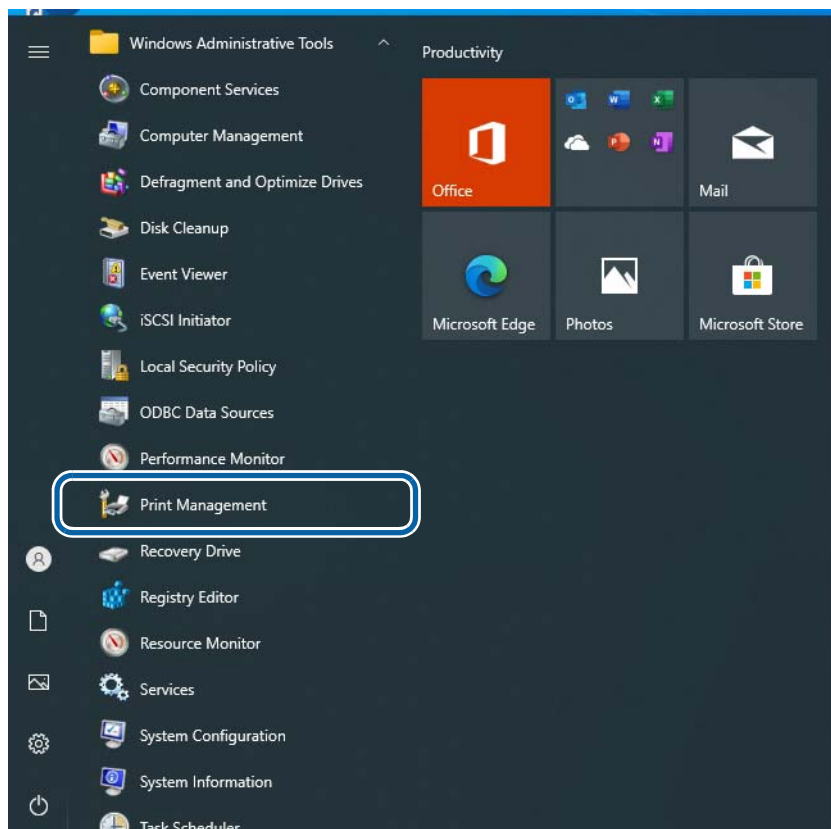 Windows Administrative Tools
Component Services
Computer Management
Defragment and Optimize Drives
Disk Cleanup
Event Viewer
iSCSI Initiator
Local Security Policy
ODBC Data Sources
Performance Monitor
Print Management
Recovery Drive
Registry Editor
Resource Monitor
Services
System Configuration
System Information
Task Scheduler
Productivity
Office
Mail
Microsoft Edge
Photos
Microsoft Store